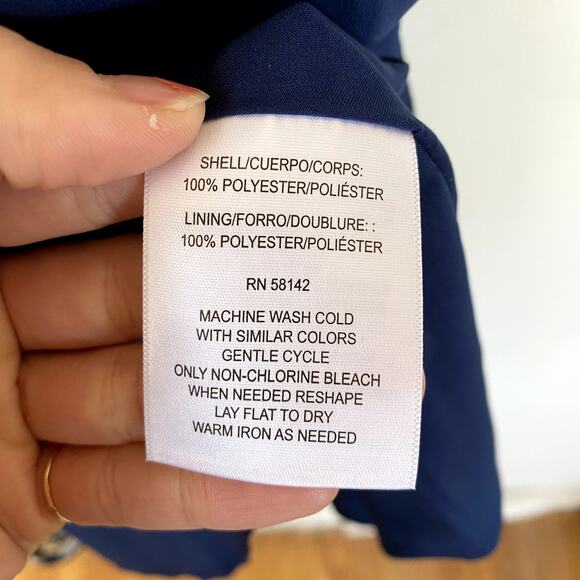 SHELL/CUERPO/CORPS:
100% POLYESTER/POLIÉSTER
LINING/FORRO/DOUBLURE: :
100% POLYESTER/POLIÉSTER
RN 58142
MACHINE WASH COLD
WITH SIMILAR COLORS
GENTLE CYCLE
ONLY NON-CHLORINE BLEACH
WHEN NEEDED RESHAPE
LAY FLAT TO DRY
WARM IRON AS NEEDED